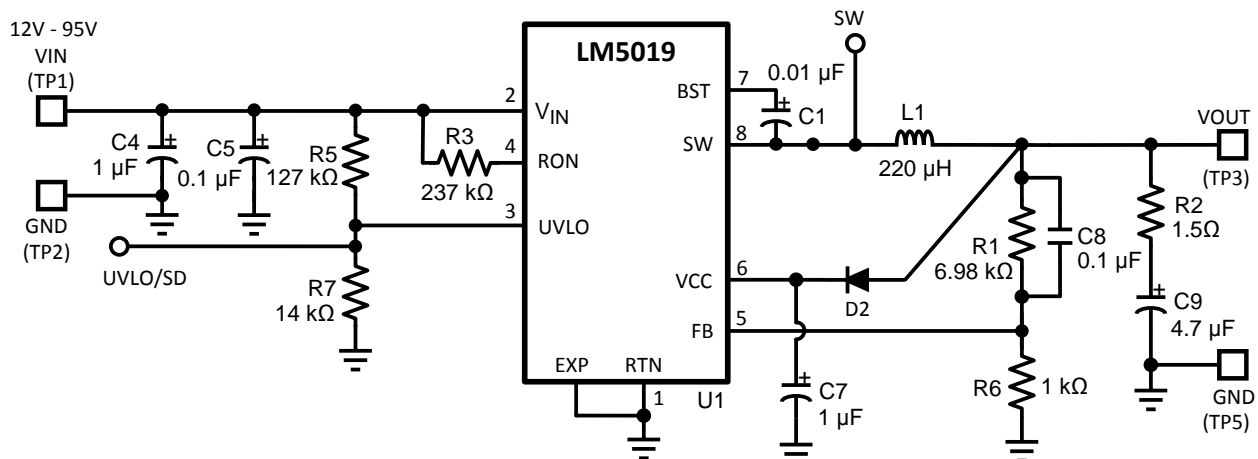 12V - 95V
VIN
(TP1)
GND
(TP2)
UVLO/SD
C4
1 µF
C5
0.1 µF
R5
127 kΩ
R7
14 kΩ
R3
237 kΩ
2
4
3
LM5019
VIN
RON
UVLO
EXP
RTN
1
U1
BST
SW
VCC
FB
7
8
6
5
0.01 µF
C1
SW
L1
220 µH
D2
C7
1 µF
R1
6.98 kΩ
C8
0.1 µF
R6
1 kΩ
R2
1.5Ω
C9
4.7 µF
VOUT
(TP3)
GND
(TP5)